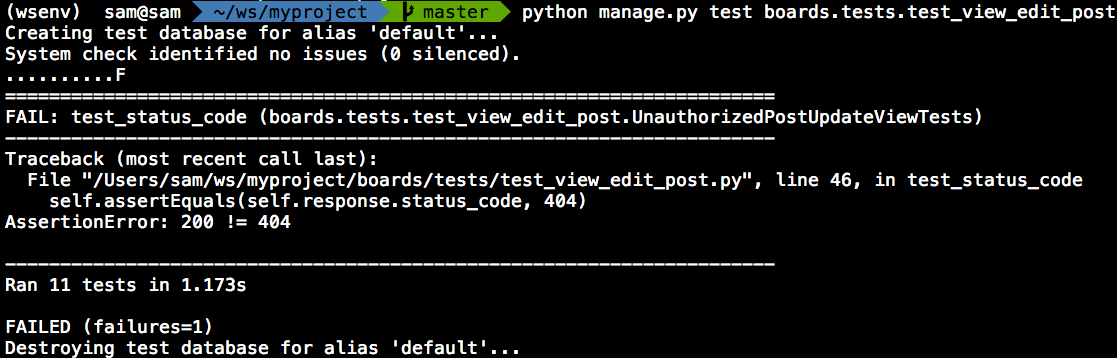 (wsenv) sam@sam ~/ws/myproject master python manage.py test boards.tests.test_view_edit_post
Creating test database for alias 'default'...
System check identified no issues (0 silenced).
..........F
======================================================================
FAIL: test_status_code (boards.tests.test_view_edit_post.UnauthorizedPostUpdateViewTests)
----------------------------------------------------------------------
Traceback (most recent call last):
  File "/Users/sam/ws/myproject/boards/tests/test_view_edit_post.py", line 46, in test_status_code
    self.assertEquals(self.response.status_code, 404)
AssertionError: 200 != 404

----------------------------------------------------------------------
Ran 11 tests in 1.173s

FAILED (failures=1)
Destroying test database for alias 'default'...